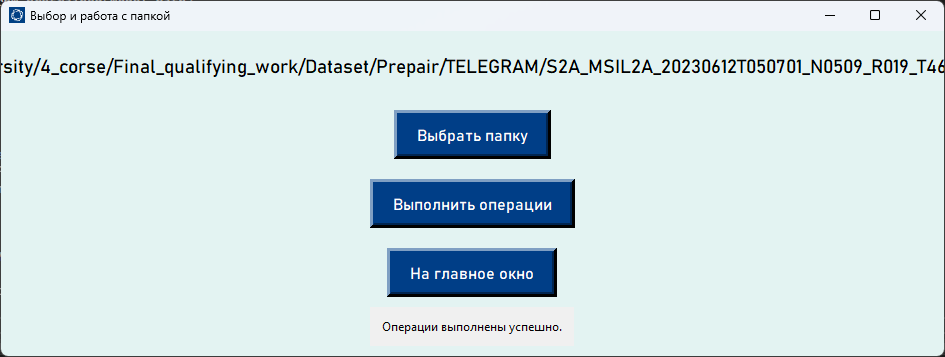 Выбор и работа с папкой
rsity/4_corse/Final_qualifying_work/Dataset/Prepair/TELEGRAM/S2A_MSIL2A_20230612T050701_N0509_R019_T46
Выбрать папку
Выполнить операции
На главное окно
Операции выполнены успешно.